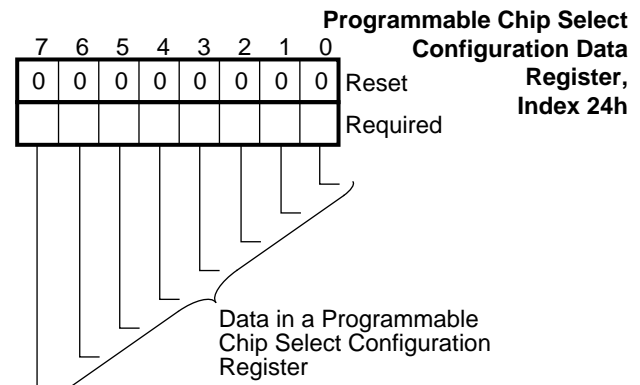 Programmable Chip Select
Configuration Data
Register,
Index 24h
7 6 5 4 3 2 1 0
0 0 0 0 0 0 0 0 Reset
Required
Data in a Programmable
Chip Select Configuration
Register